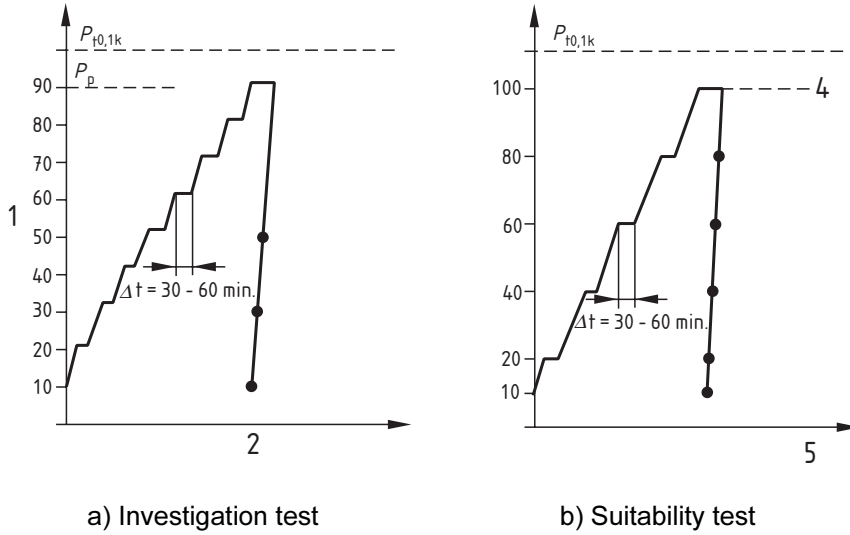 P_t0,1k
P_p
90
80
70
60
50
40
30
20
10
1
Δt = 30 - 60 min.
2
a) Investigation test
P_t0,1k
100
80
60
40
20
10
4
Δt = 30 - 60 min.
5
b) Suitability test